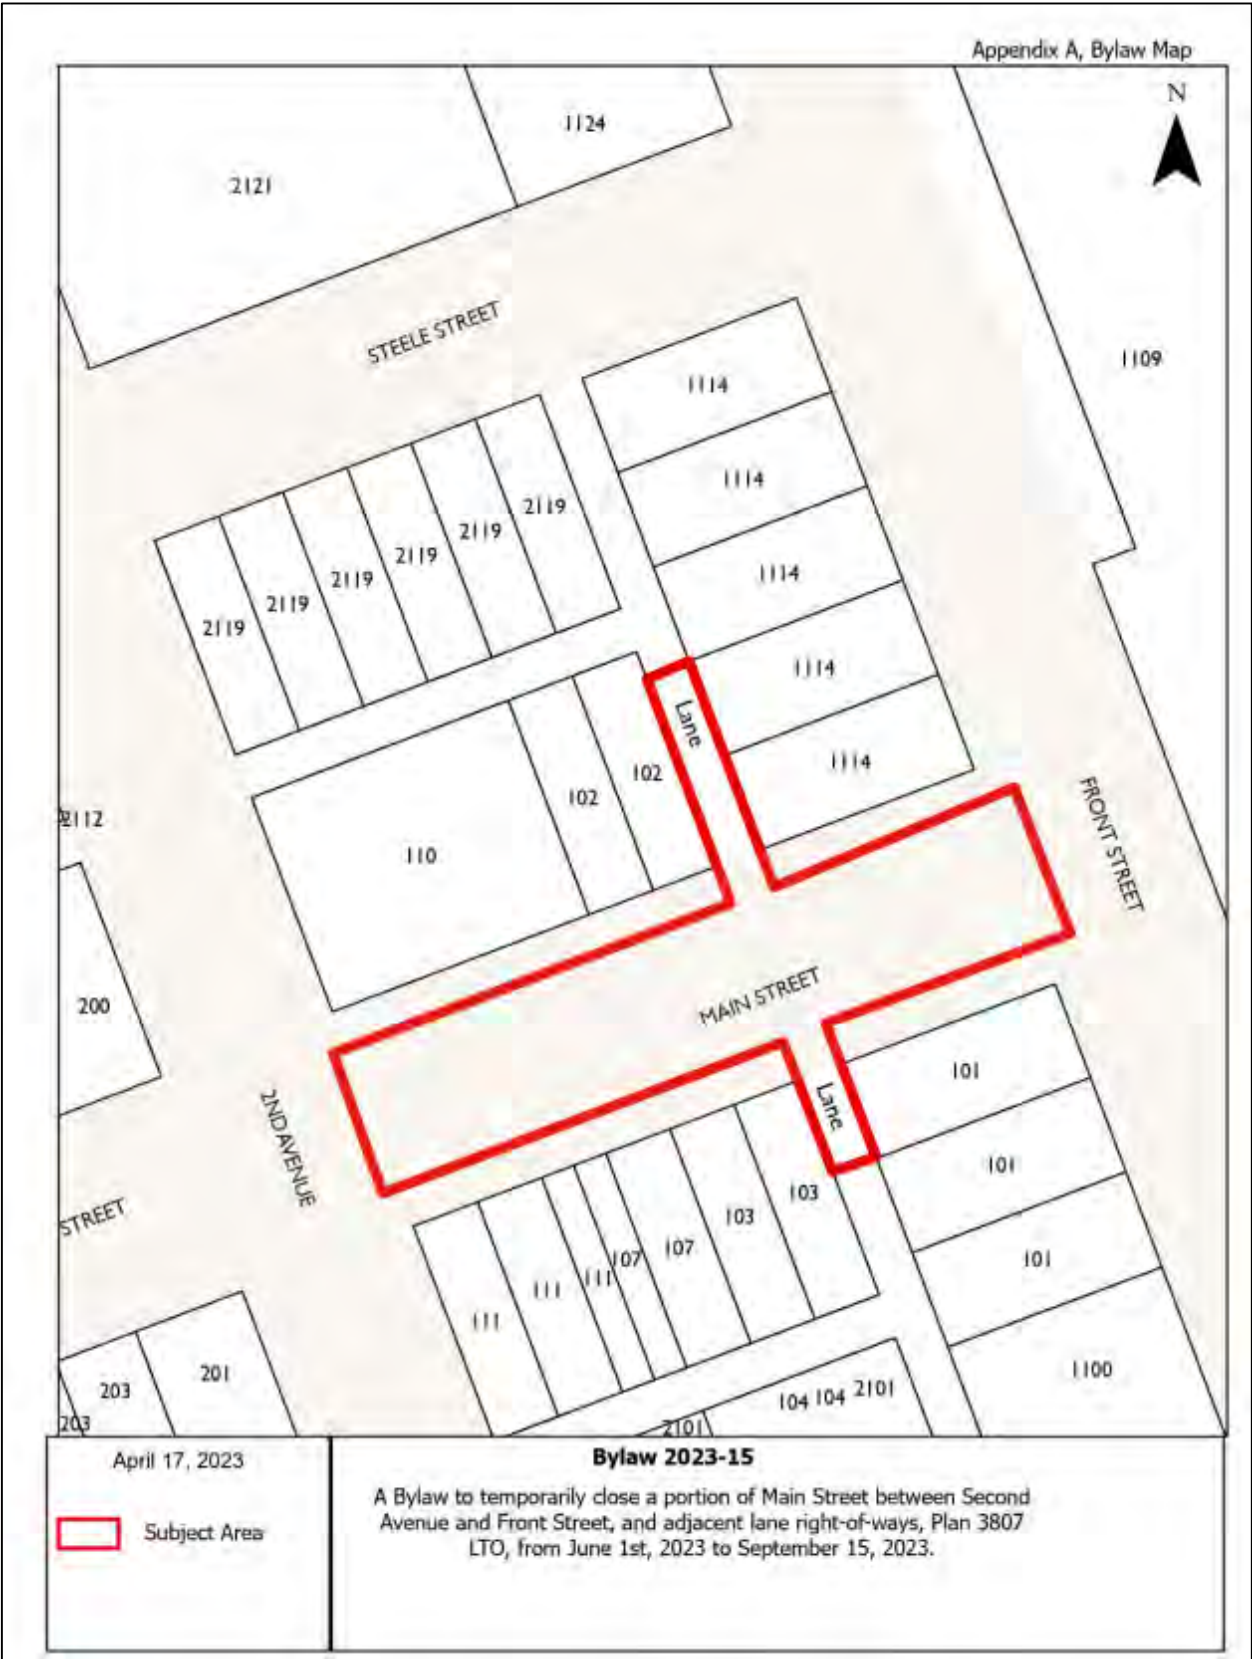 Appendix A, Bylaw Map
N
1124
2121
STEELE STREET
1109
1114
1114
2119
2119
2119
1114
2119
2119
2119
1114
Lane
1114
102
102
2112
110
FRONT STREET
200
MAIN STREET
101
2ND AVENUE
Lane
101
103
103
STREET
107
107
101
111
111
111
1100
201
203
104 104 2101
203
2101
April 17, 2023
Subject Area
Bylaw 2023-15
A Bylaw to temporarily close a portion of Main Street between Second
Avenue and Front Street, and adjacent lane right-of-ways, Plan 3807
LTO, from June 1st, 2023 to September 15, 2023.